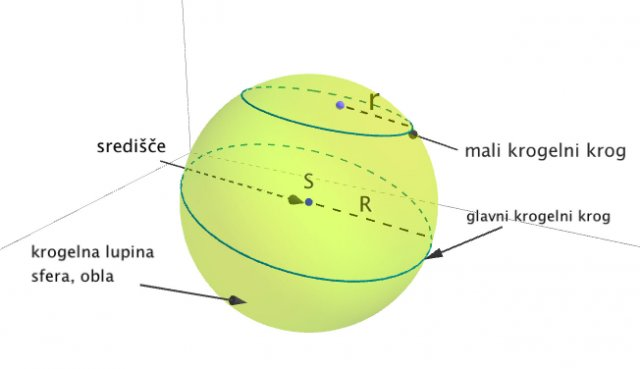 r
središče
mali krogelni krog
S
R
glavni krogelni krog
krogelna lupina
sfera, obla